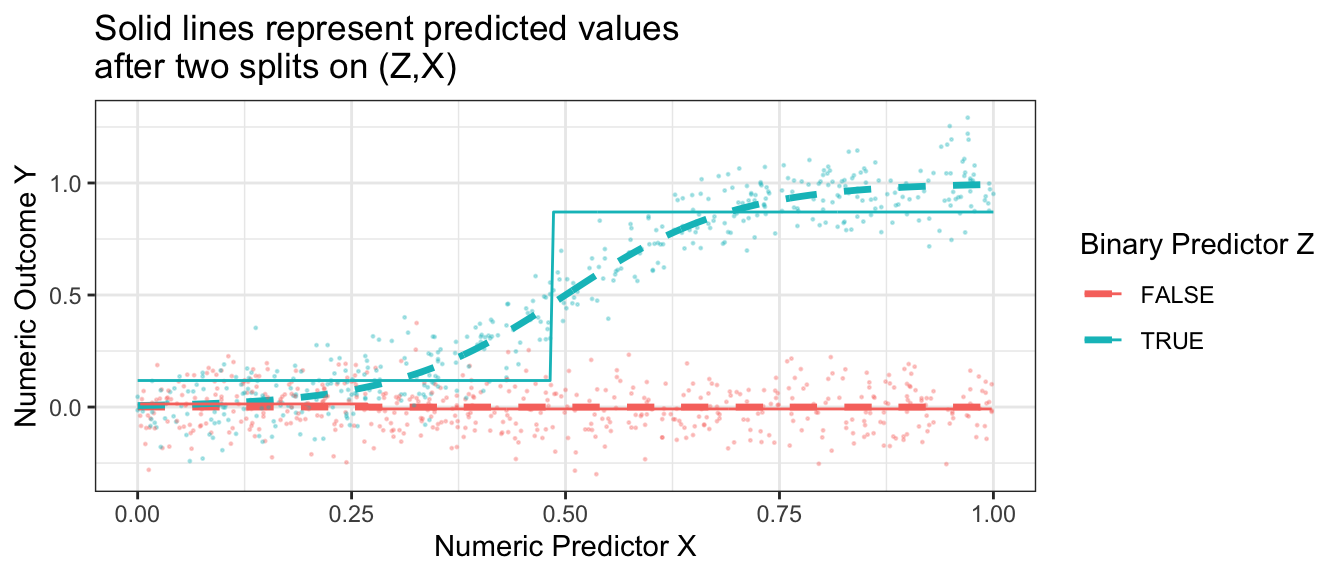 Solid lines represent predicted values
after two splits on (Z,X)
Numeric Outcome Y
1.0
0.5
0.0
0.00
0.25
0.50
0.75
1.00
Numeric Predictor X
Binary Predictor Z
FALSE
TRUE